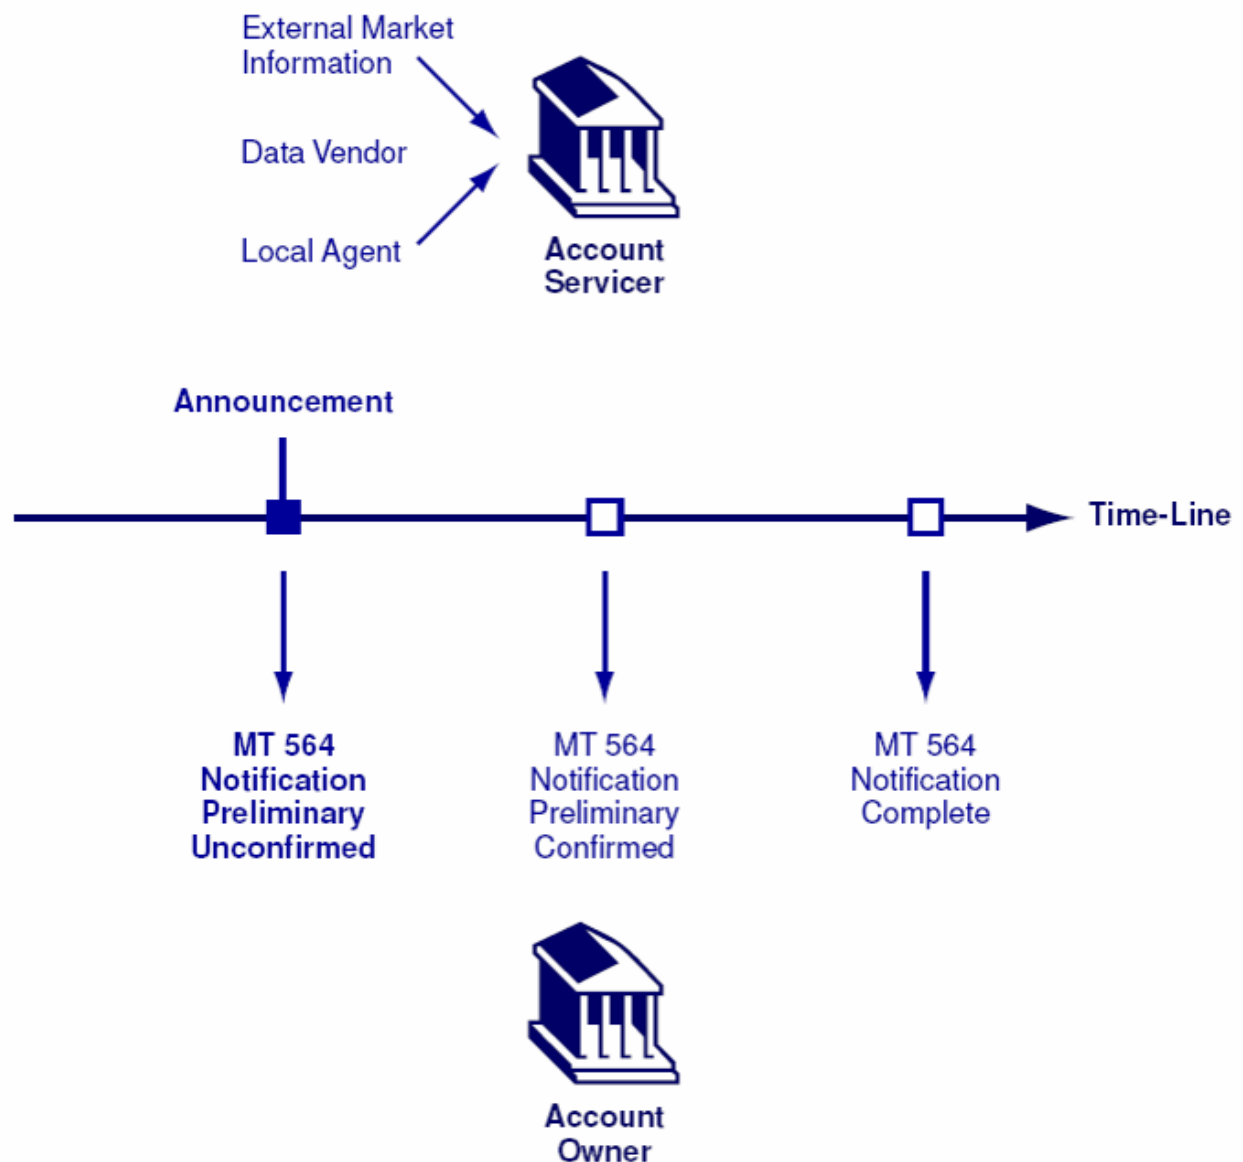 External Market
Information
Data Vendor
Local Agent
Account
Servicer
Announcement
Time-Line
MT 564
Notification
Preliminary
Unconfirmed
MT 564
Notification
Preliminary
Confirmed
MT 564
Notification
Complete
Account
Owner